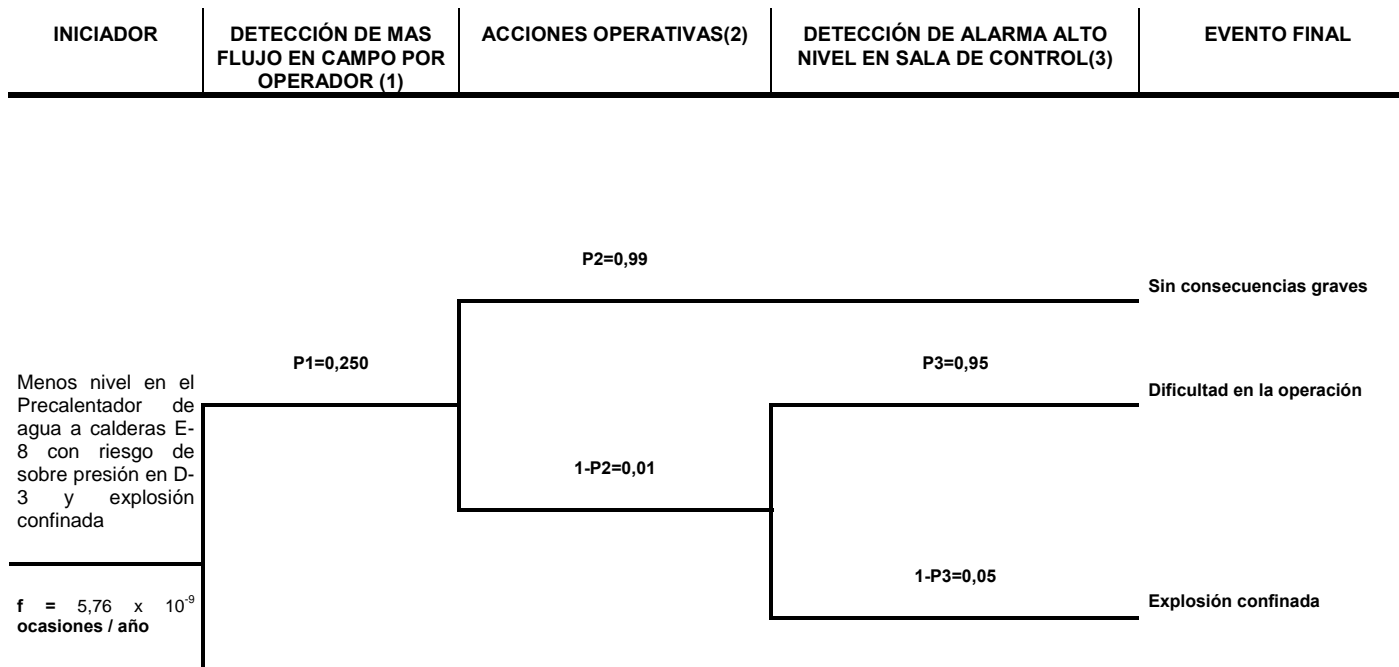 INICIADOR
DETECCIÓN DE MAS
FLUJO EN CAMPO POR
OPERADOR (1)
ACCIONES OPERATIVAS(2)
DETECCIÓN DE ALARMA ALTO
NIVEL EN SALA DE CONTROL(3)
EVENTO FINAL
P2=0,99
Sin consecuencias graves
P1=0,250
P3=0,95
Dificultad en la operación
Menos nivel en el
Precalentador de
agua a calderas E-
8 con riesgo de
sobre presión en D-
3 y explosión
confinada
1-P2=0,01
1-P3=0,05
Explosión confinada
f = 5,76 x 10⁻⁹
ocasiones / año